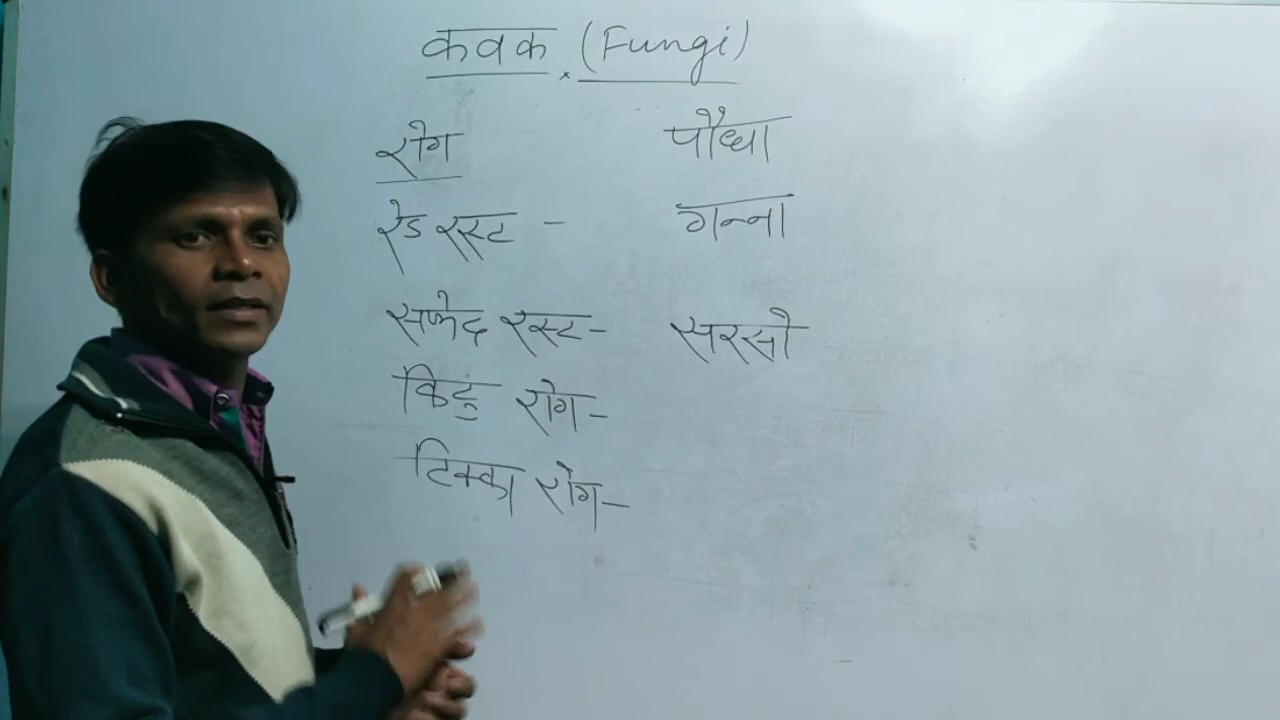 कवक (Fungi)
रोग पौधा
रेड रस्ट - गन्ना
सफेद रस्ट - सरसो
किट्टु रोग -
टिक्का रोग -